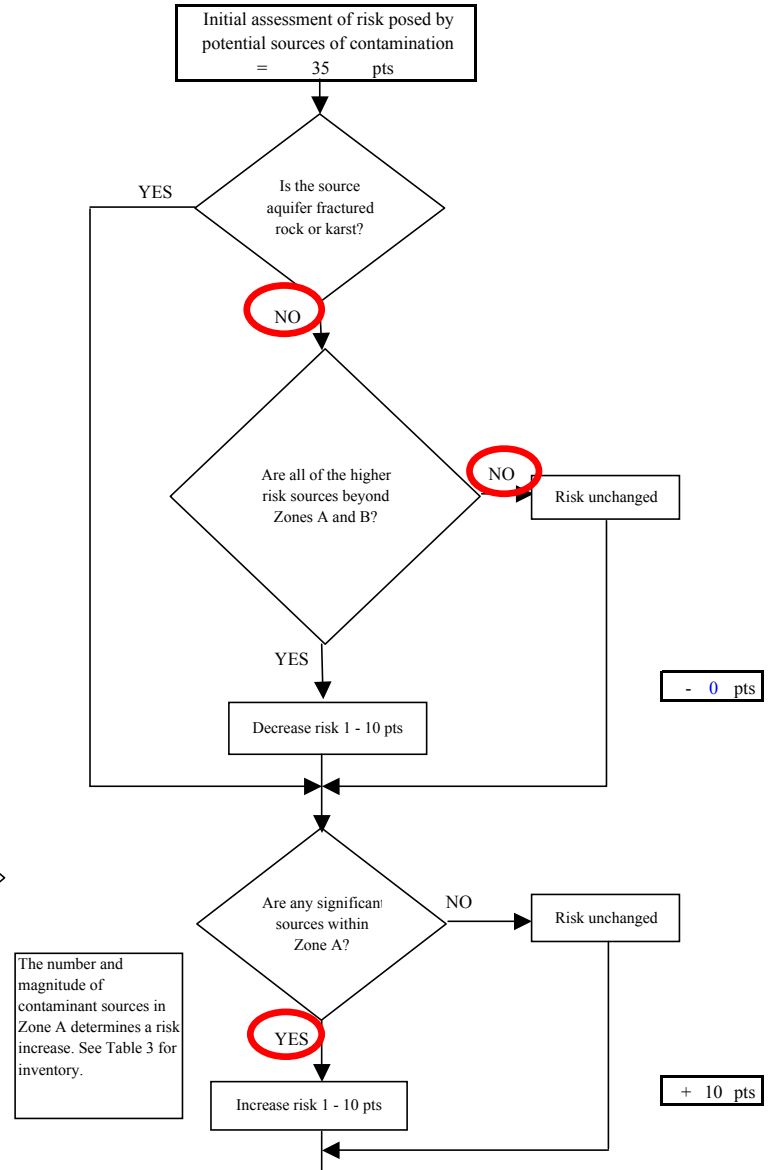 Initial assessment of risk posed by
potential sources of contamination
= 35 pts
YES
Is the source
aquifer fractured
rock or karst?
NO
Are all of the higher
risk sources beyond
Zones A and B?
NO
Risk unchanged
YES
- 0 pts
Decrease risk 1 - 10 pts
Are any significant
sources within
Zone A?
NO
Risk unchanged
The number and
magnitude of
contaminant sources in
Zone A determines a risk
increase. See Table 3 for
inventory.
YES
Increase risk 1 - 10 pts
+ 10 pts